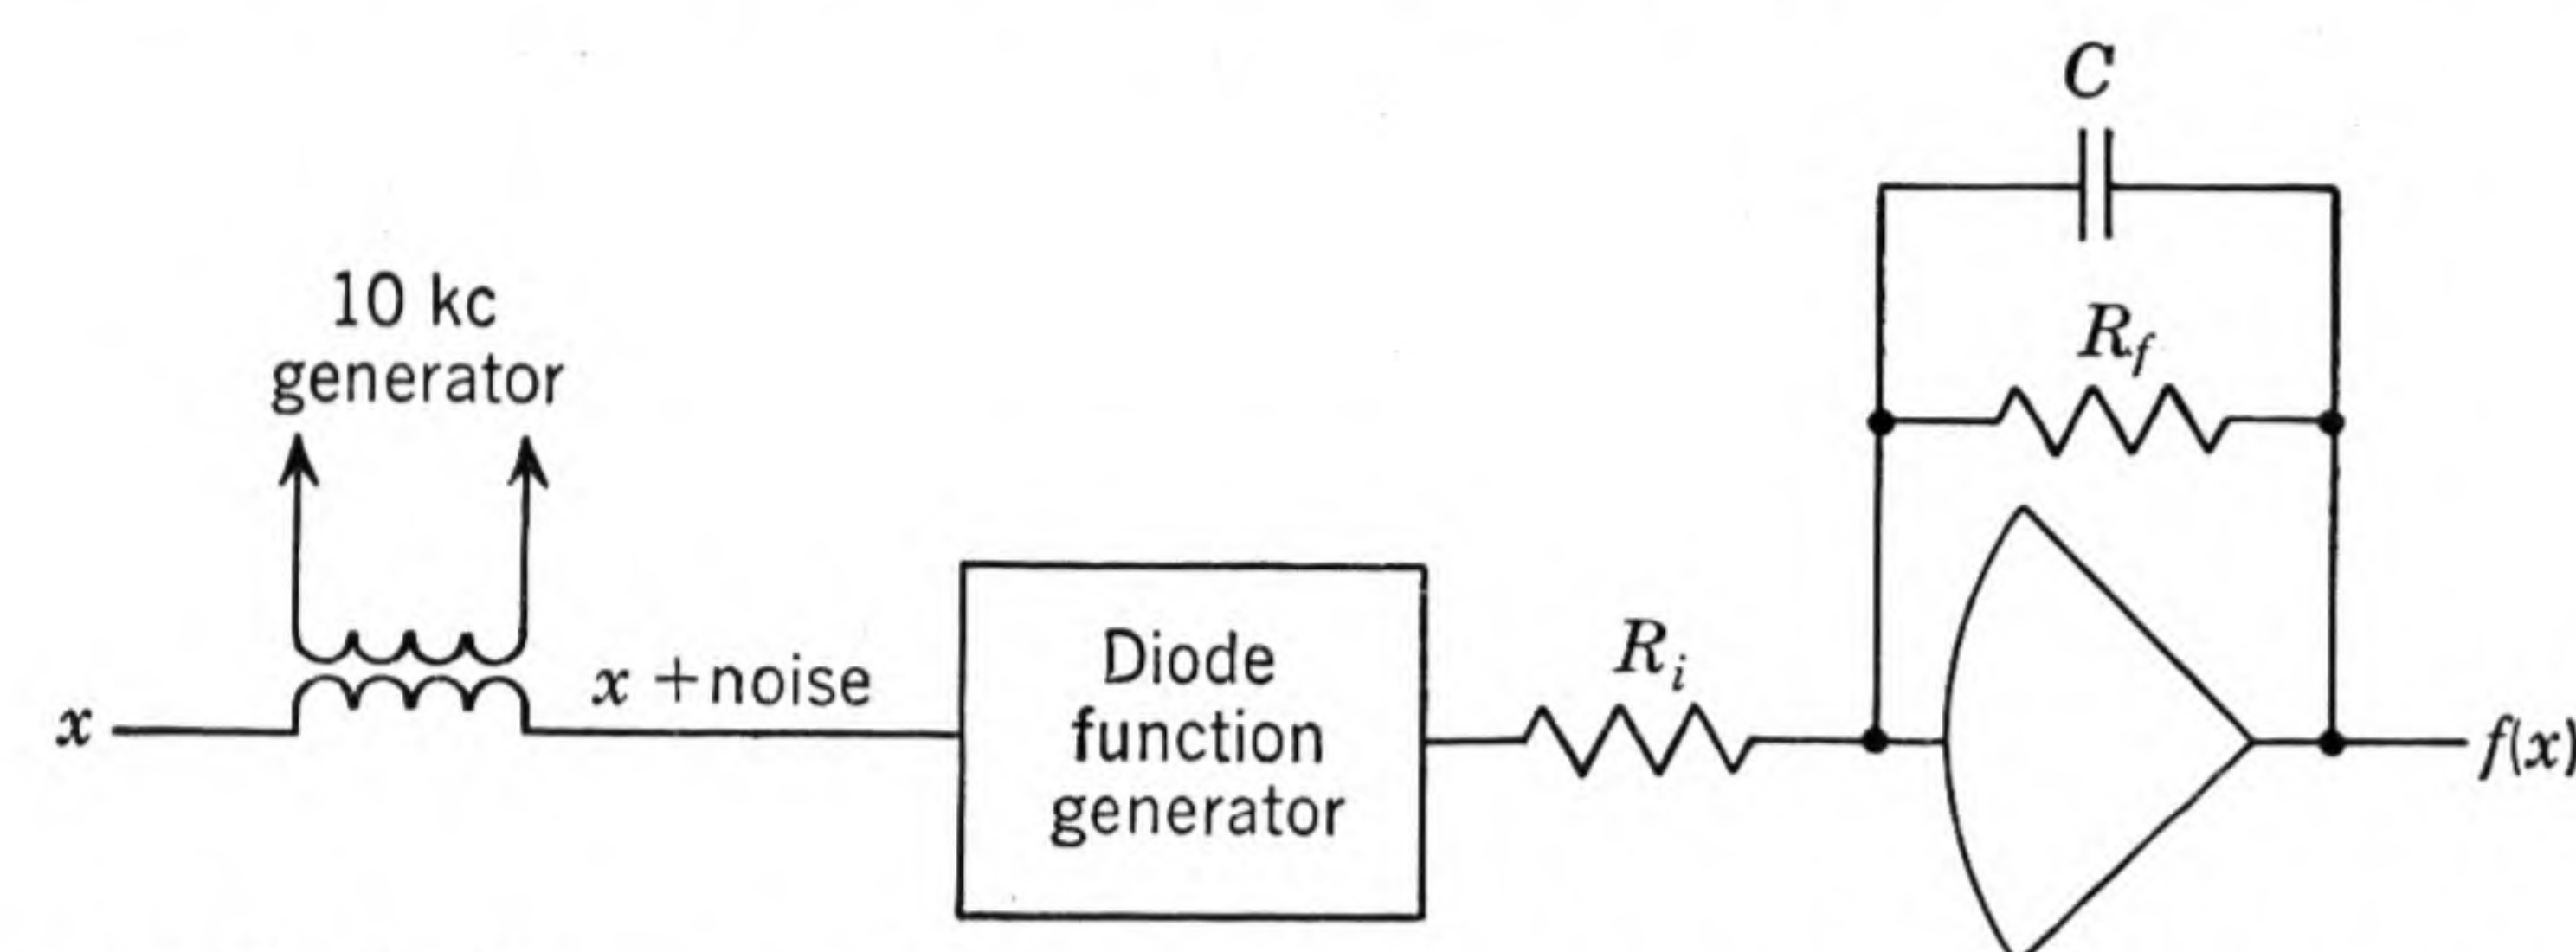 C
10 kc
generator
R_f
x
x + noise
Diode
function
generator
R_i
f(x)